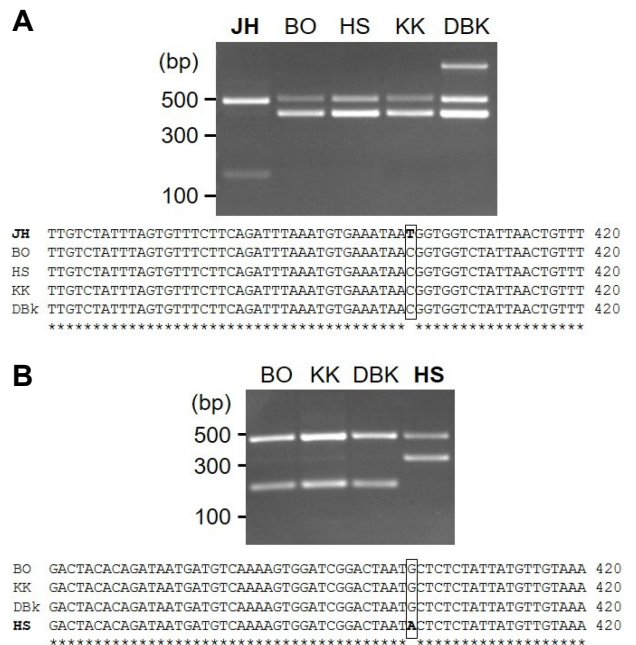 A
JH BO HS KK DBK
(bp)
500
300
100
JH TTGTCTATTTAGTGTTTCTTCAGATTTAAATGTGAAATAATGGTGGTCTATTAACTGTTT 420
BO TTGTCTATTTAGTGTTTCTTCAGATTTAAATGTGAAATAACGGTGGTCTATTAACTGTTT 420
HS TTGTCTATTTAGTGTTTCTTCAGATTTAAATGTGAAATAACGGTGGTCTATTAACTGTTT 420
KK TTGTCTATTTAGTGTTTCTTCAGATTTAAATGTGAAATAACGGTGGTCTATTAACTGTTT 420
DBk TTGTCTATTTAGTGTTTCTTCAGATTTAAATGTGAAATAACGGTGGTCTATTAACTGTTT 420
**************************************** *******************
B
BO KK DBK HS
(bp)
500
300
100
BO GACTACACAGATAATGATGTCAAAAGTGGATCGGACTAATGCTCTCTATTATGTTGTAAA 420
KK GACTACACAGATAATGATGTCAAAAGTGGATCGGACTAATGCTCTCTATTATGTTGTAAA 420
DBk GACTACACAGATAATGATGTCAAAAGTGGATCGGACTAATGCTCTCTATTATGTTGTAAA 420
HS GACTACACAGATAATGATGTCAAAAGTGGATCGGACTAATACTCTCTATTATGTTGTAAA 420
**************************************** *******************